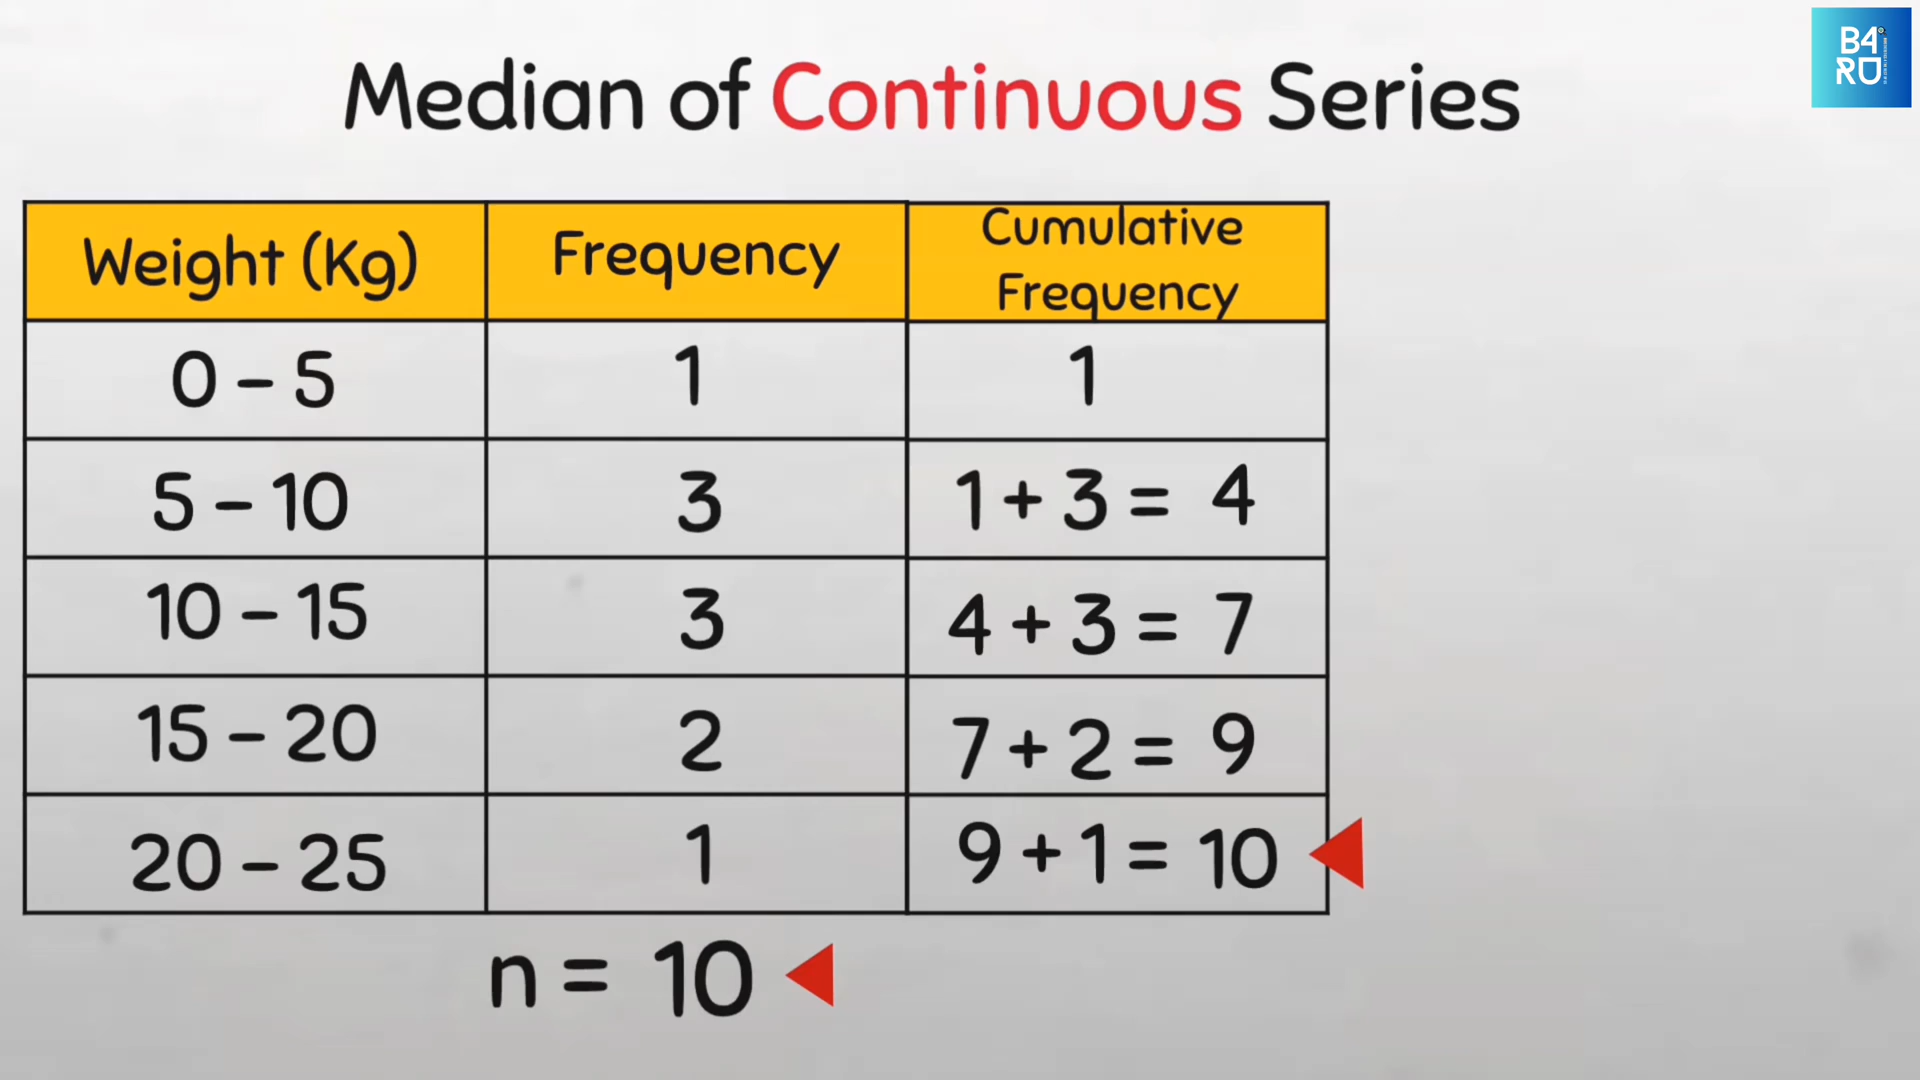 Median of Continuous Series
B4
RU
Weight (Kg) Frequency Cumulative Frequency
0 – 5 1 1
5 – 10 3 1 + 3 = 4
10 – 15 3 4 + 3 = 7
15 – 20 2 7 + 2 = 9
20 – 25 1 9 + 1 = 10
n = 10